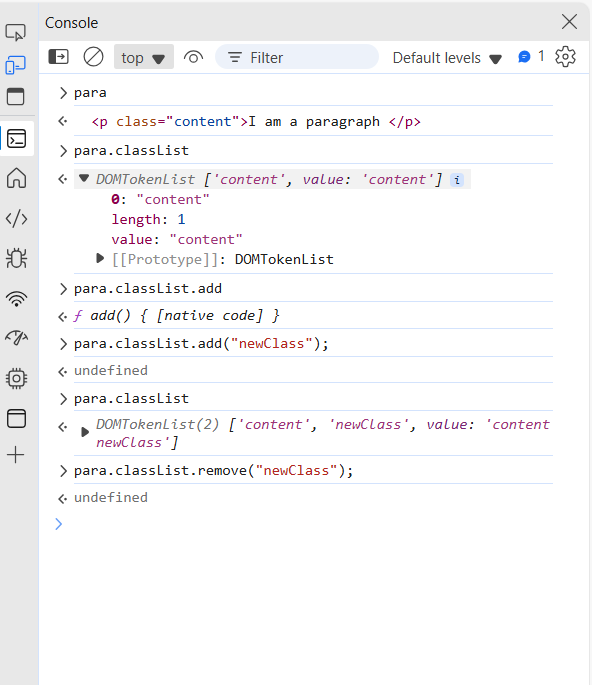 Console
top
Filter
Default levels
1
para
<p class="content">I am a paragraph </p>
para.classList
DOMTokenList ['content', value: 'content'] i
0: "content"
length: 1
value: "content"
[[Prototype]]: DOMTokenList
para.classList.add
ƒ add() { [native code] }
para.classList.add("newClass");
undefined
para.classList
DOMTokenList(2) ['content', 'newClass', value: 'content
newClass']
para.classList.remove("newClass");
undefined